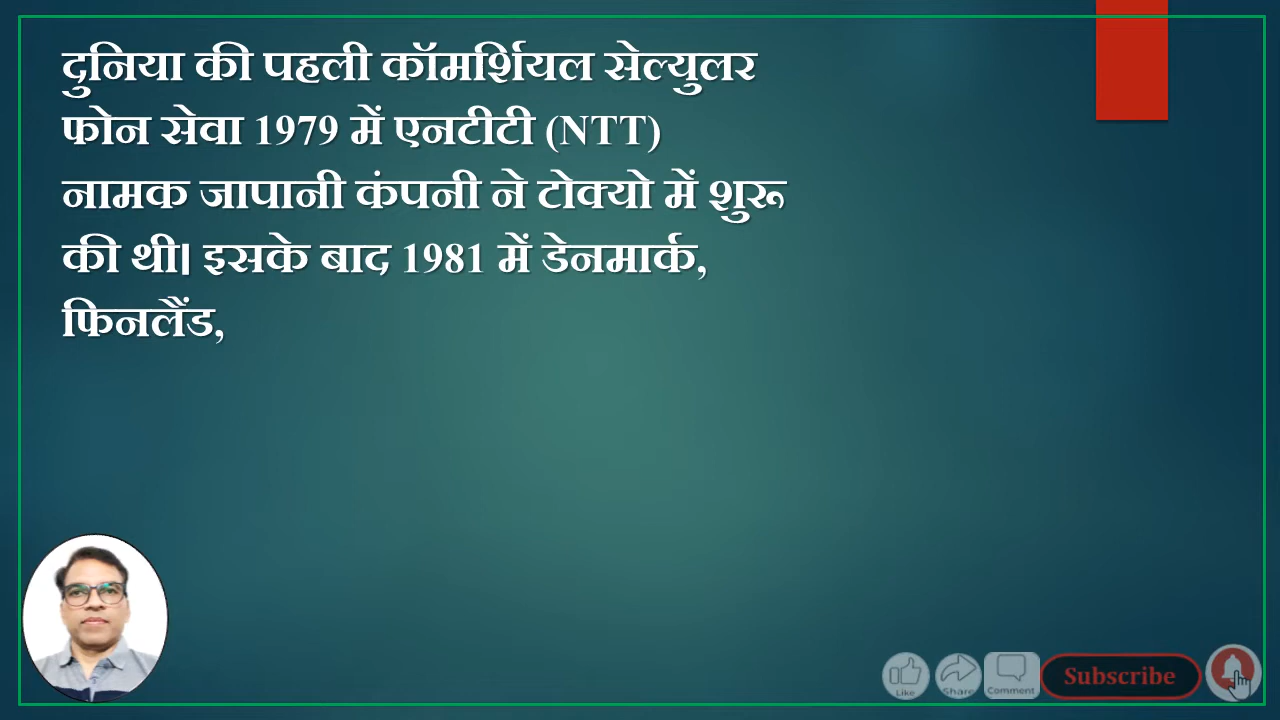 दुनिया की पहली कॉमर्शियल सेल्युलर
फोन सेवा 1979 में एनटीटी (NTT)
नामक जापानी कंपनी ने टोक्यो में शुरू
की थी। इसके बाद 1981 में डेनमार्क,
फिनलैंड,
Like
Share
Comment
Subscribe